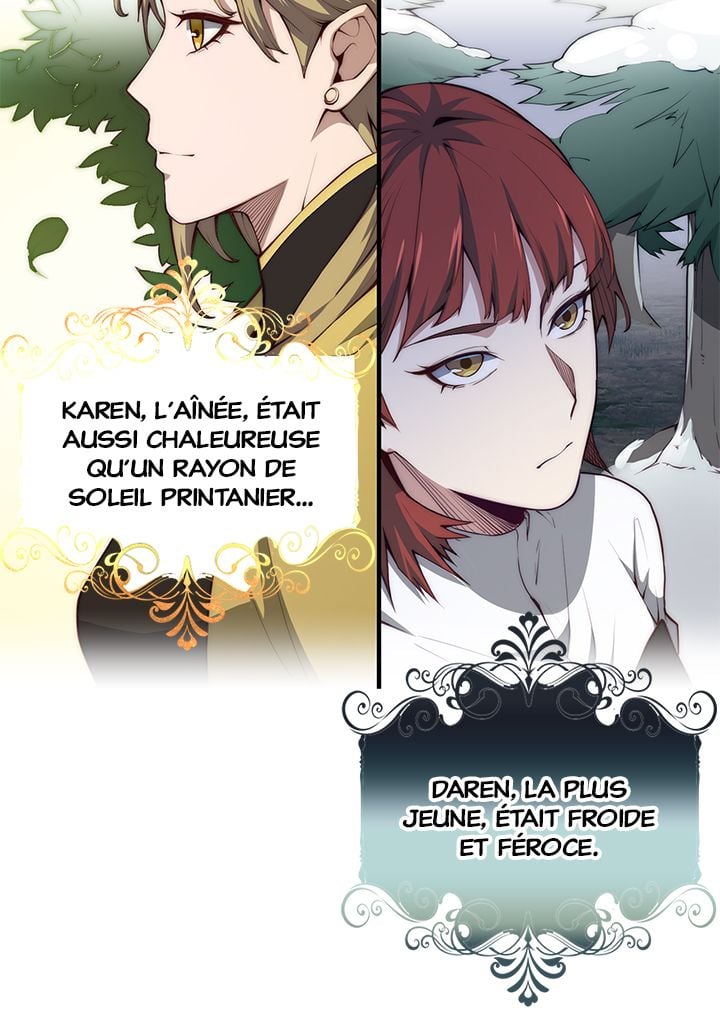 KAREN, L'AÎNÉE, ÉTAIT
AUSSI CHALEUREUSE
QU'UN RAYON DE
SOLEIL PRINTANIER...
DAREN, LA PLUS
JEUNE, ÉTAIT FROIDE
ET FÉROCE.